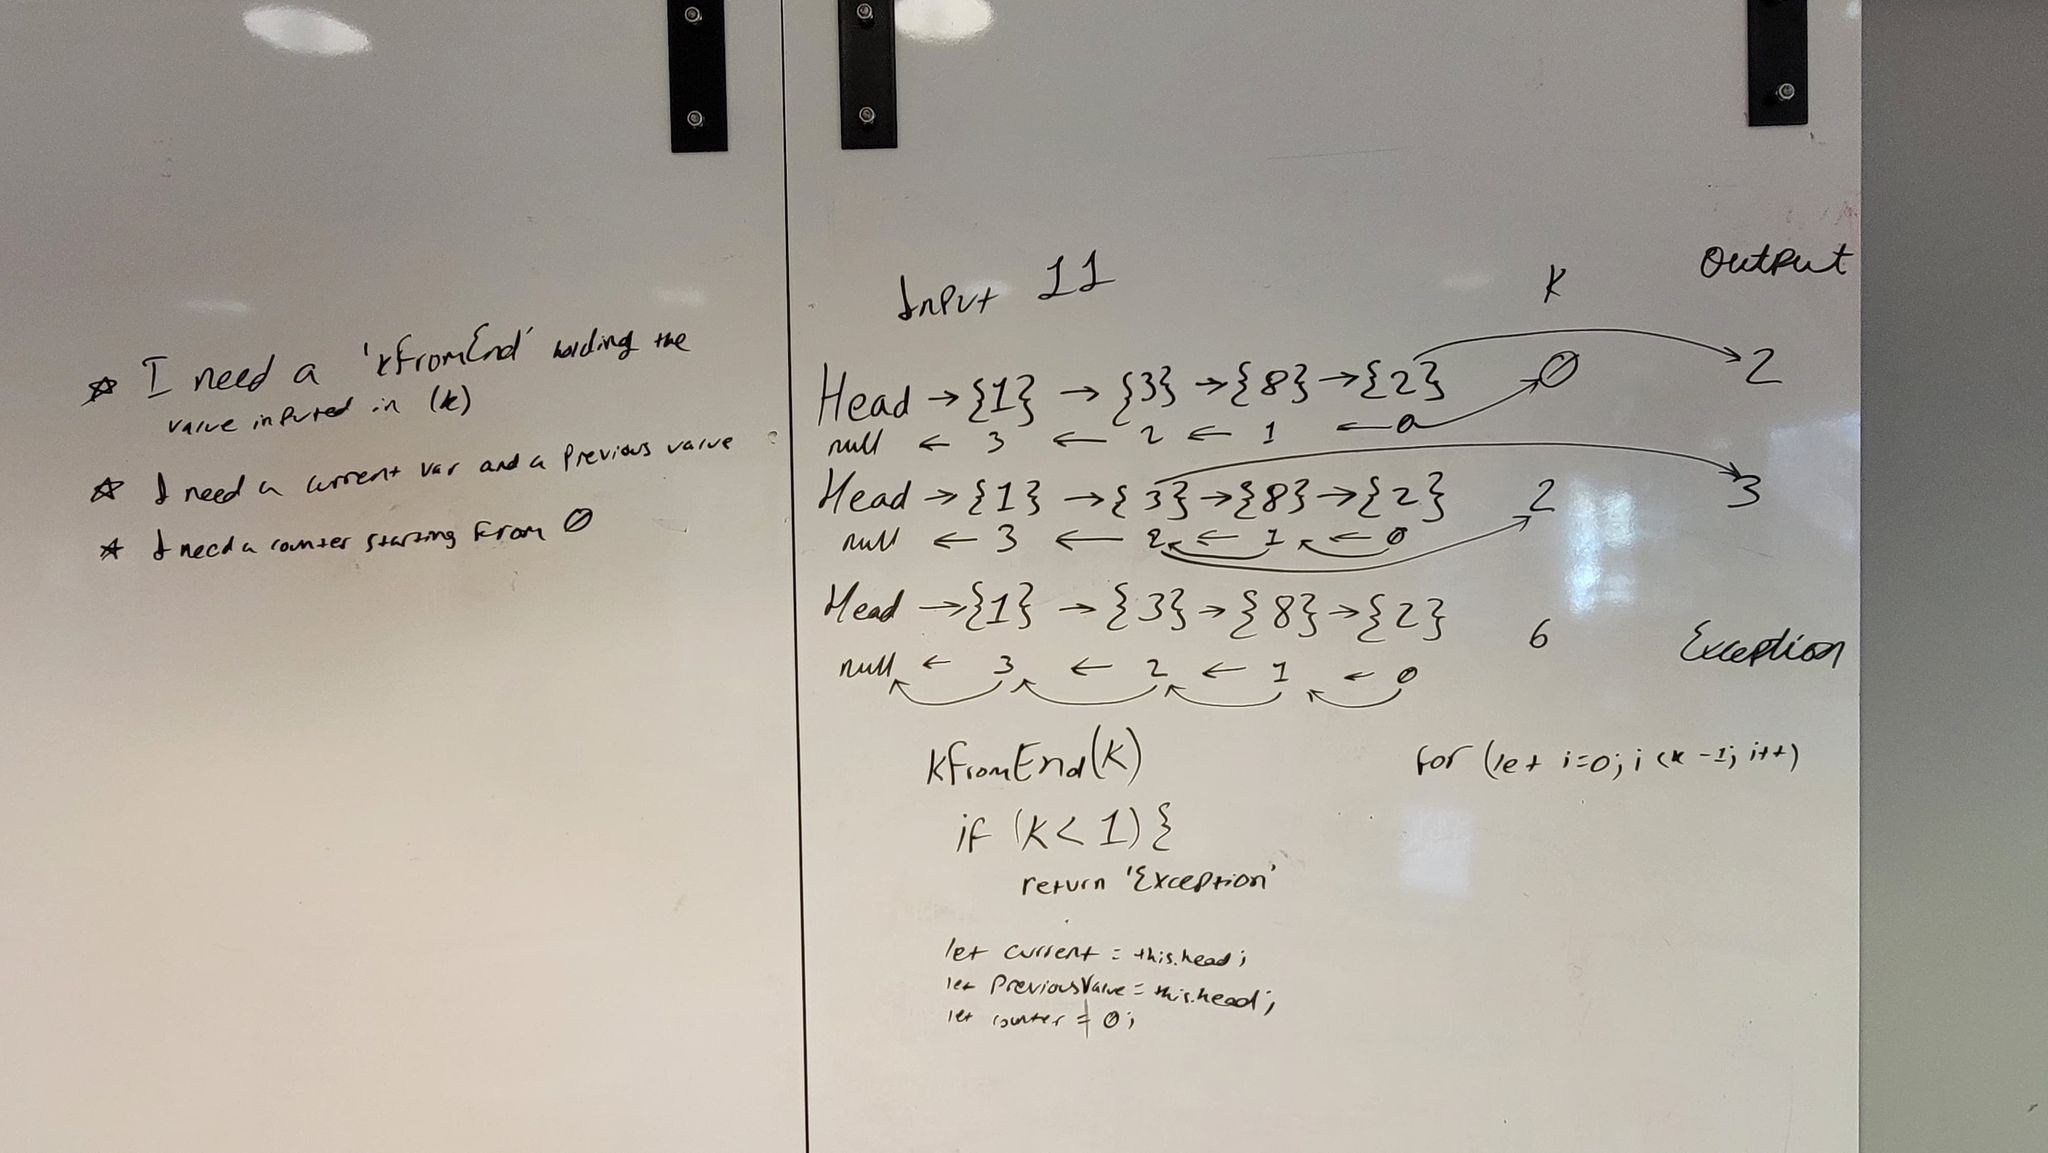 ☆ I need a 'kFromEnd' holding the
value inputed in (k)
☆ I need a current var and a previous value
☆ I need a counter starting from 0
Input 11 K Output
Head → {1} → {3} → {8} → {2} 0 2
null ← 3 ← 2 ← 1 ← 0
Head → {1} → {3} → {8} → {2} 2 3
null ← 3 ← 2 ← 1 ← 0
Head → {1} → {3} → {8} → {2} 6 Exception
null ← 3 ← 2 ← 1 ← 0
kFromEnd(k)
for (let i=0; i<k-1; i++)
if (k < 1) {
return 'Exception'
let current = this.head;
let previousValue = this.head;
let counter = 0;